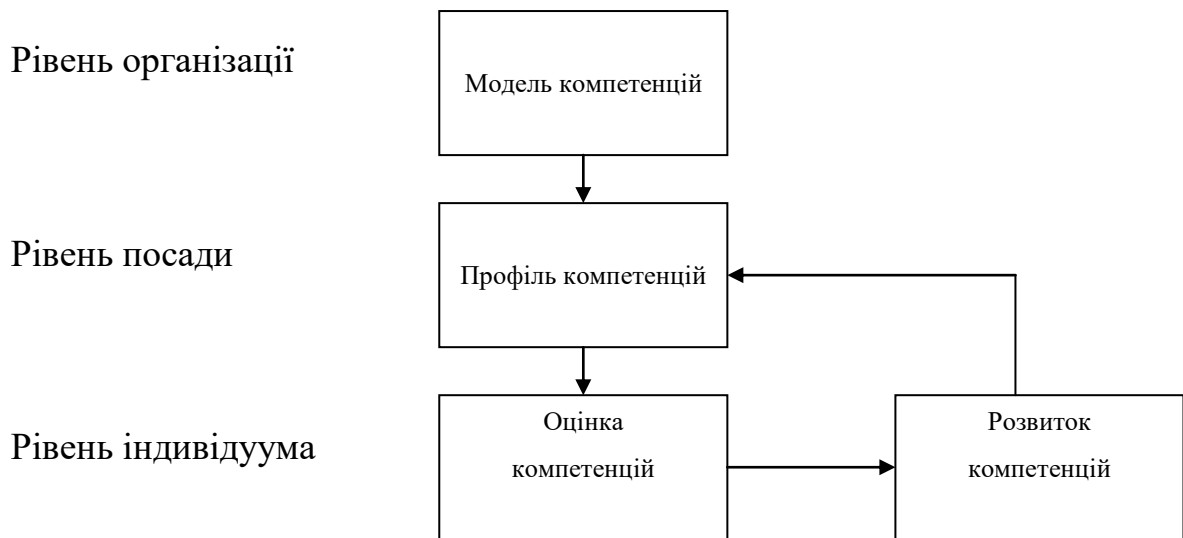 Рівень організації
Модель компетенцій
Рівень посади
Профіль компетенцій
Рівень індивідуума
Оцінка
компетенцій
Розвиток
компетенцій